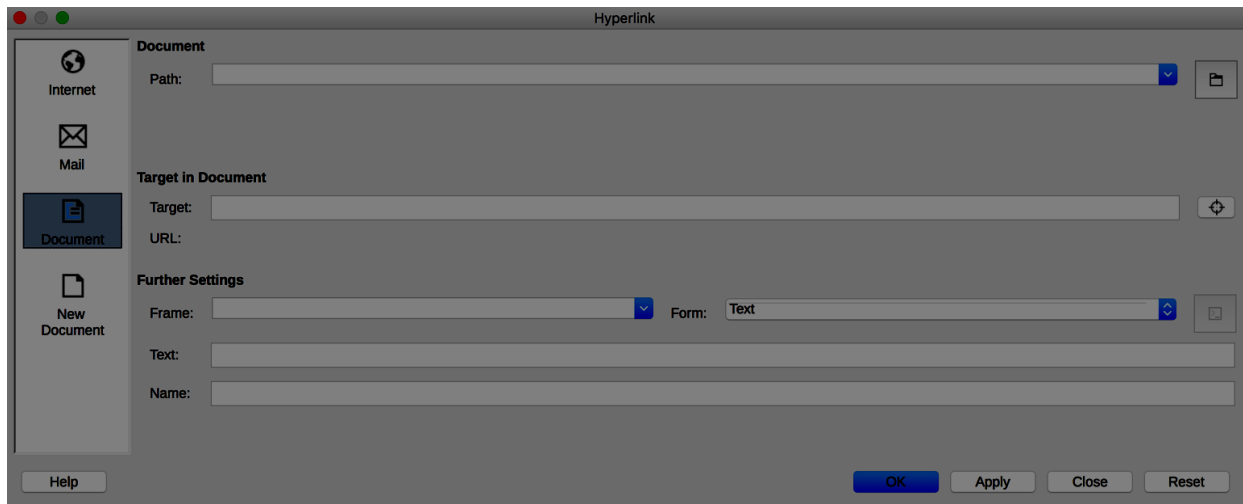 Hyperlink
Internet
Mail
Document
New
Document
Document
Path:
Target in Document
Target:
URL:
Further Settings
Frame:
Form: Text
Text:
Name:
Help OK Apply Close Reset